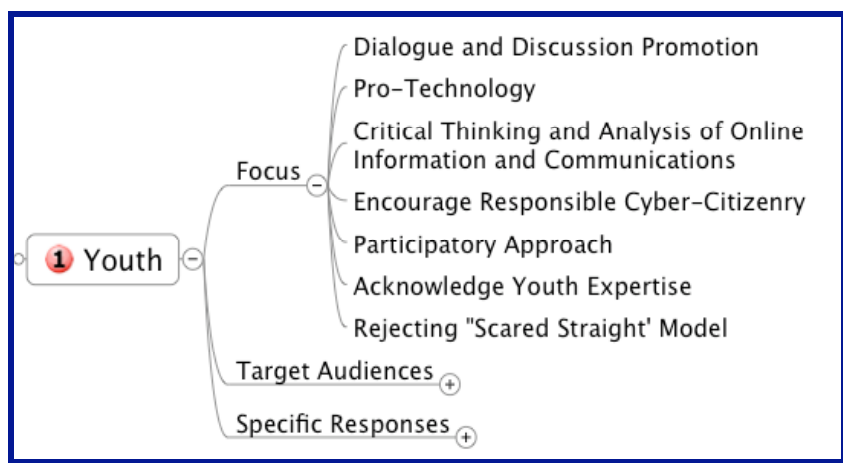 Dialogue and Discussion Promotion
Pro-Technology
Critical Thinking and Analysis of Online
Information and Communications
Focus
Encourage Responsible Cyber-Citizenry
Participatory Approach
1 Youth
Acknowledge Youth Expertise
Rejecting "Scared Straight' Model
Target Audiences
Specific Responses